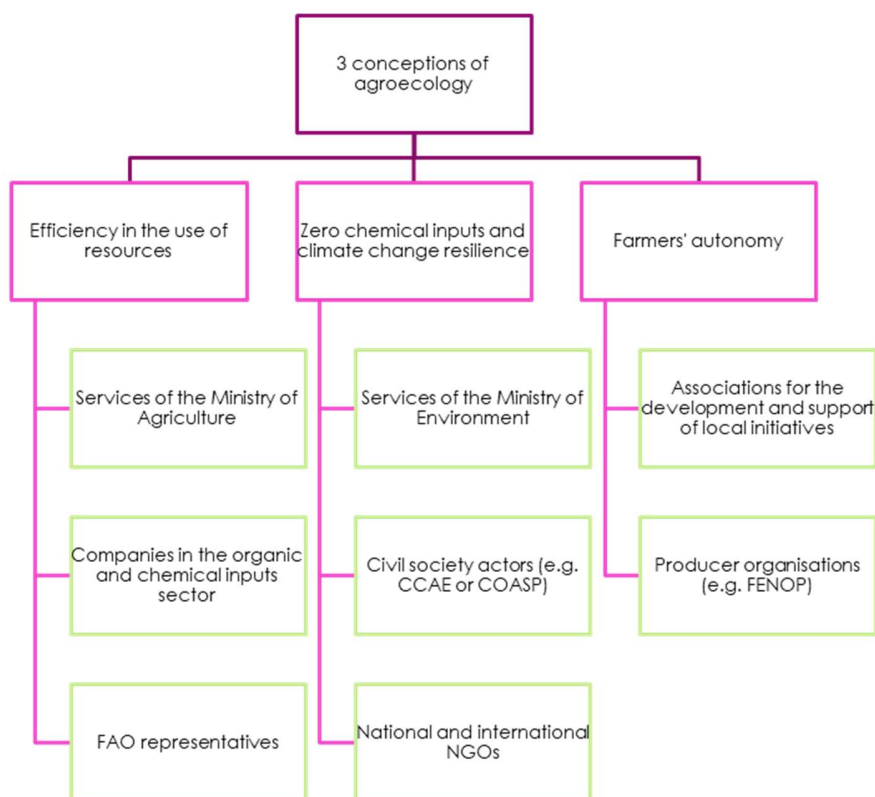 3 conceptions of
agroecology
Efficiency in the use of
resources
Zero chemical inputs and
climate change resilience
Farmers' autonomy
Services of the Ministry of
Agriculture
Services of the Ministry of
Environment
Associations for the
development and support
of local initiatives
Companies in the organic
and chemical inputs
sector
Civil society actors (e.g.
CCAE or COASP)
Producer organisations
(e.g. FENOP)
FAO representatives
National and international
NGOs